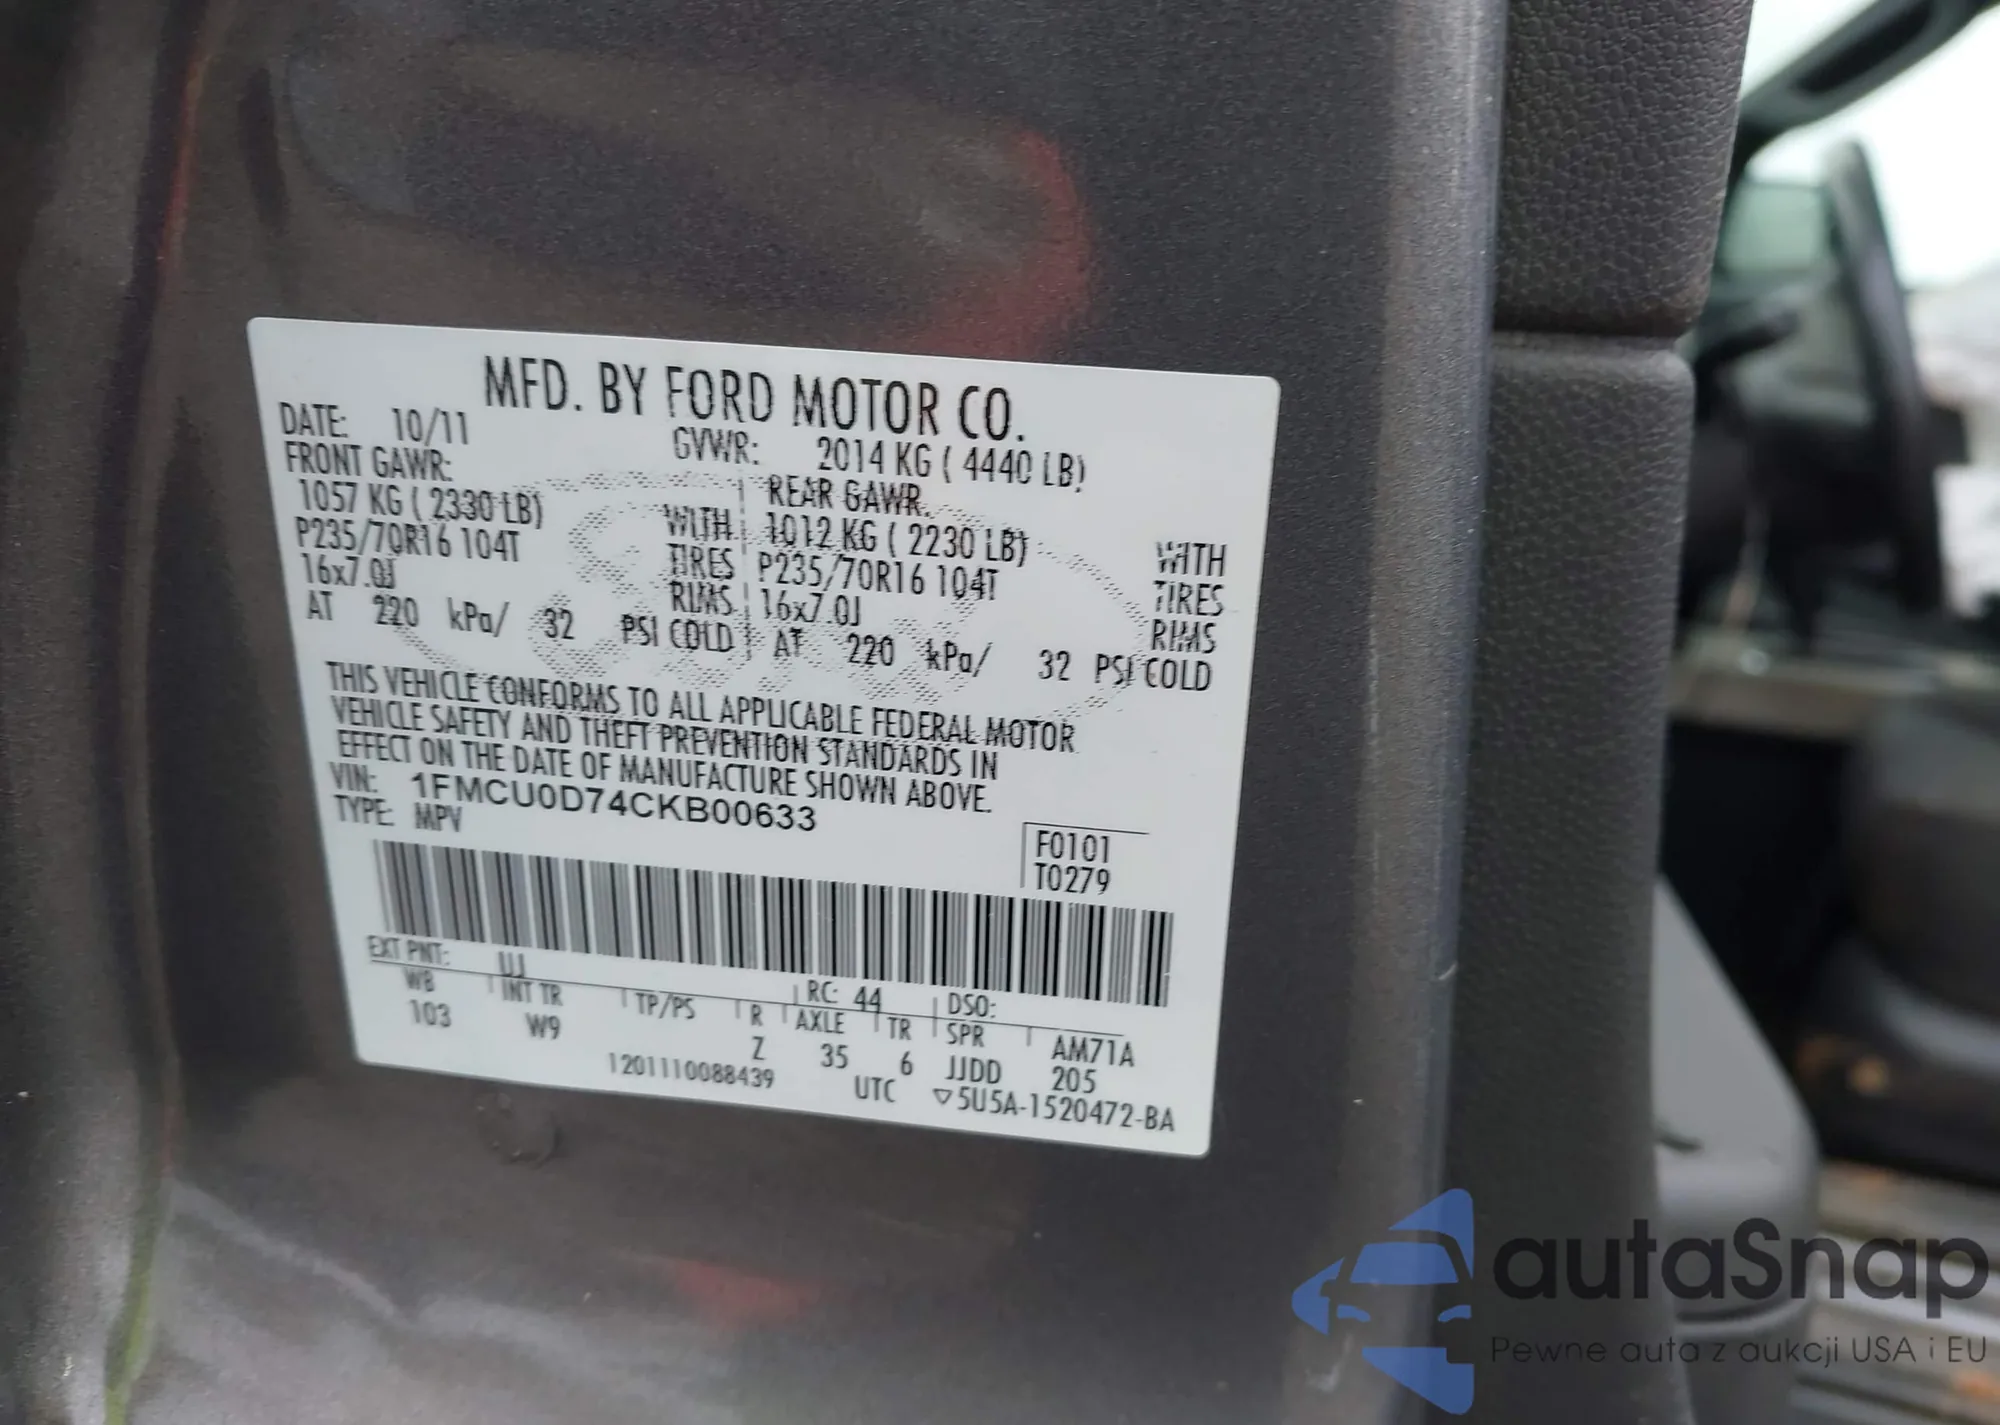 MFD. BY FORD MOTOR CO.
DATE: 10/11 GVWR: 2014 KG ( 4440 LB)
FRONT GAWR: REAR GAWR:
1057 KG ( 2330 LB) WITH 1012 KG ( 2230 LB) WITH
P235/70R16 104T TIRES P235/70R16 104T TIRES
16x7.0J RIMS 16x7.0J RIMS
AT 220 kPa/ 32 PSI COLD AT 220 kPa/ 32 PSI COLD
THIS VEHICLE CONFORMS TO ALL APPLICABLE FEDERAL MOTOR
VEHICLE SAFETY AND THEFT PREVENTION STANDARDS IN
EFFECT ON THE DATE OF MANUFACTURE SHOWN ABOVE.
VIN: 1FMCU0D74CKB00633
TYPE: MPV
F0101
T0279
EXT PNT: UJ RC: 44 DSO:
WB INT TR TP/PS R AXLE TR SPR AM71A
103 W9 Z 35 6 JJDD 205
1201110088439 UTC ▽5U5A-1520472-BA
autaSnap
Pewne auta z aukcji USA i EU